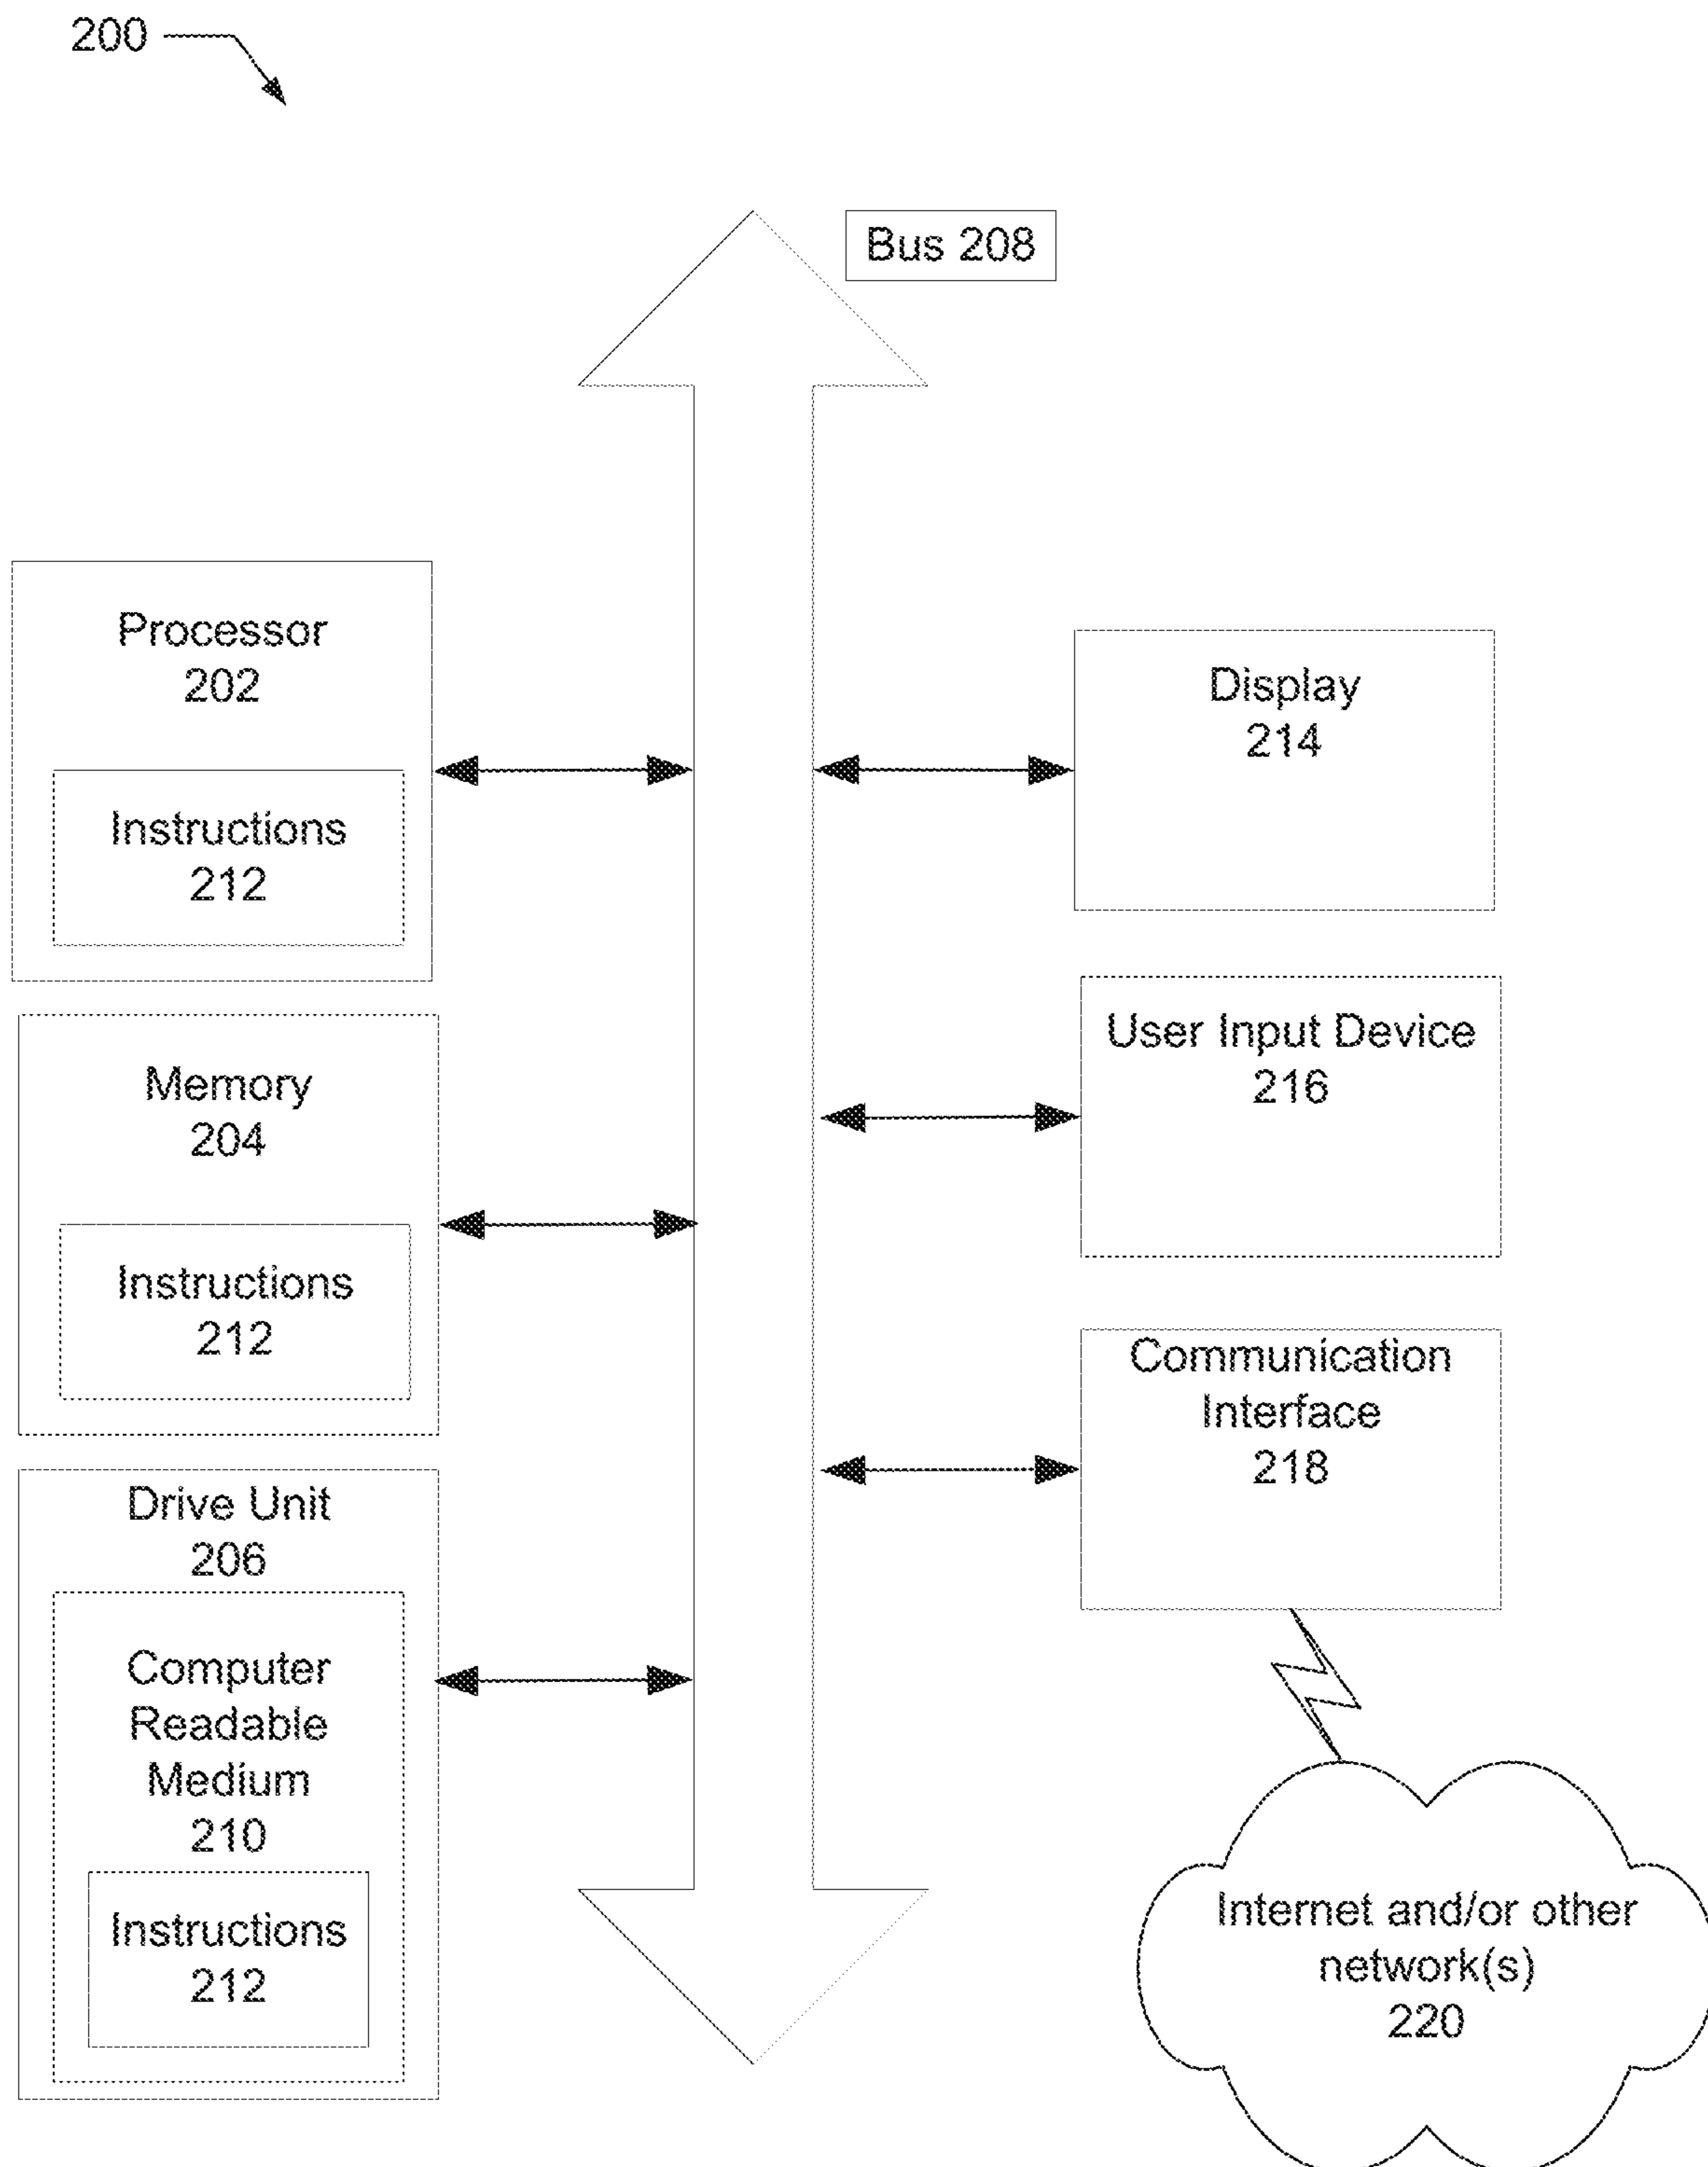 200
Bus 208
Processor
202
Instructions
212
Memory
204
Instructions
212
Drive Unit
206
Computer
Readable
Medium
210
Instructions
212
Display
214
User Input Device
216
Communication
Interface
218
Internet and/or other
network(s)
220